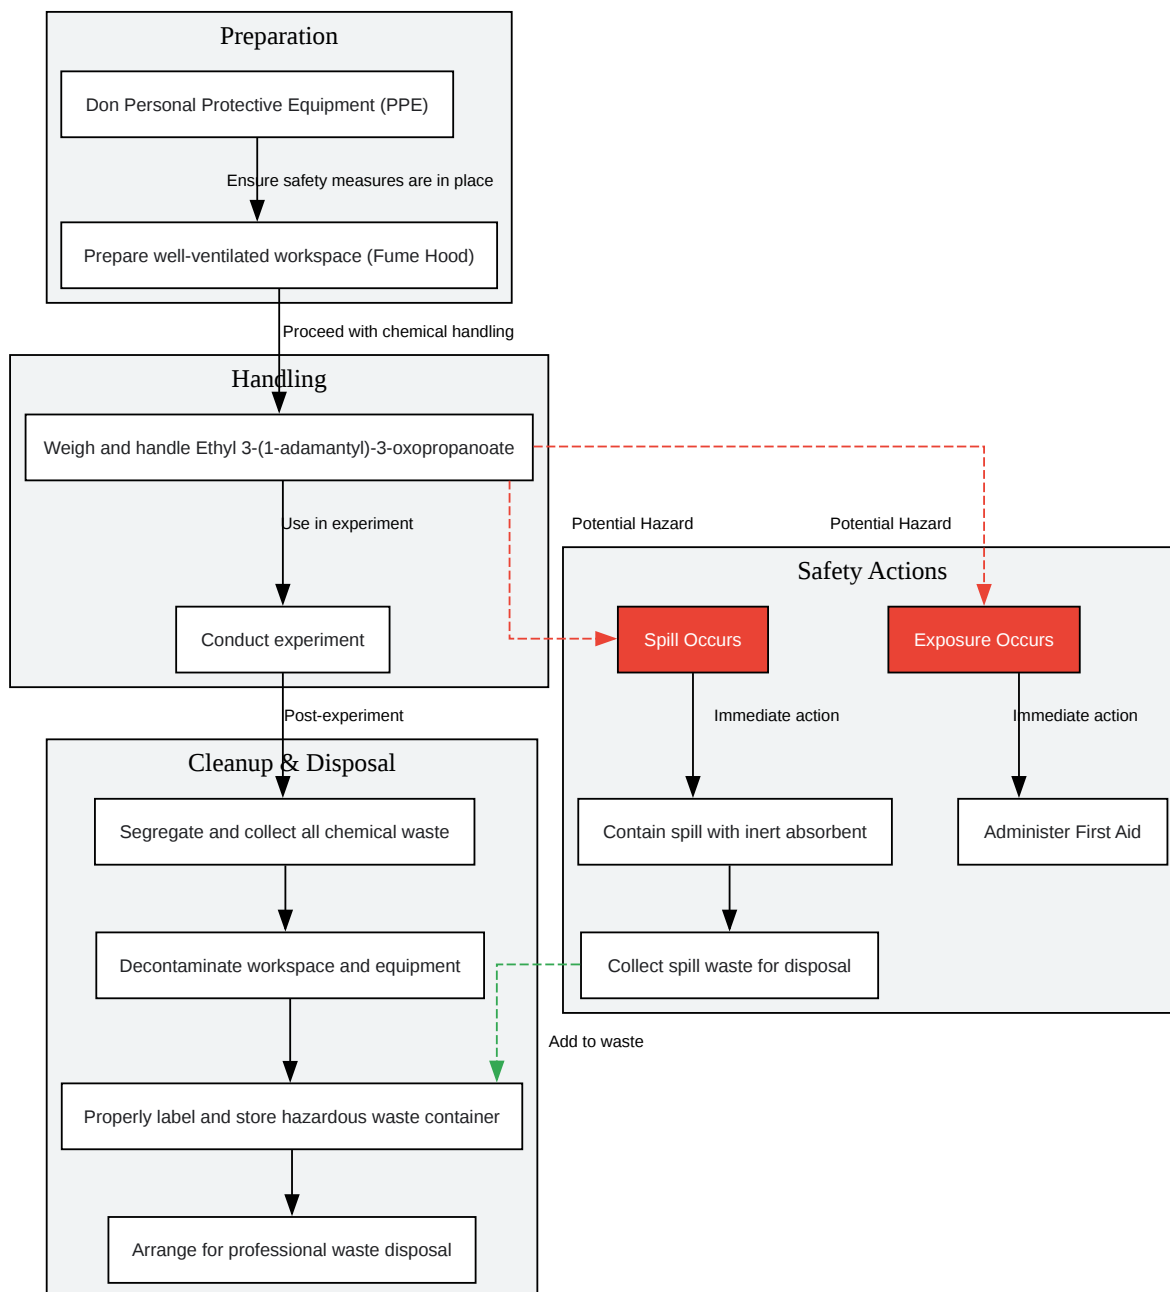 Preparation
Don Personal Protective Equipment (PPE)
Ensure safety measures are in place
Prepare well-ventilated workspace (Fume Hood)
Proceed with chemical handling
Handling
Weigh and handle Ethyl 3-(1-adamantyl)-3-oxopropanoate
Use in experiment
Potential Hazard
Potential Hazard
Safety Actions
Conduct experiment
Spill Occurs
Exposure Occurs
Post-experiment
Immediate action
Immediate action
Cleanup & Disposal
Segregate and collect all chemical waste
Contain spill with inert absorbent
Administer First Aid
Decontaminate workspace and equipment
Collect spill waste for disposal
Add to waste
Properly label and store hazardous waste container
Arrange for professional waste disposal